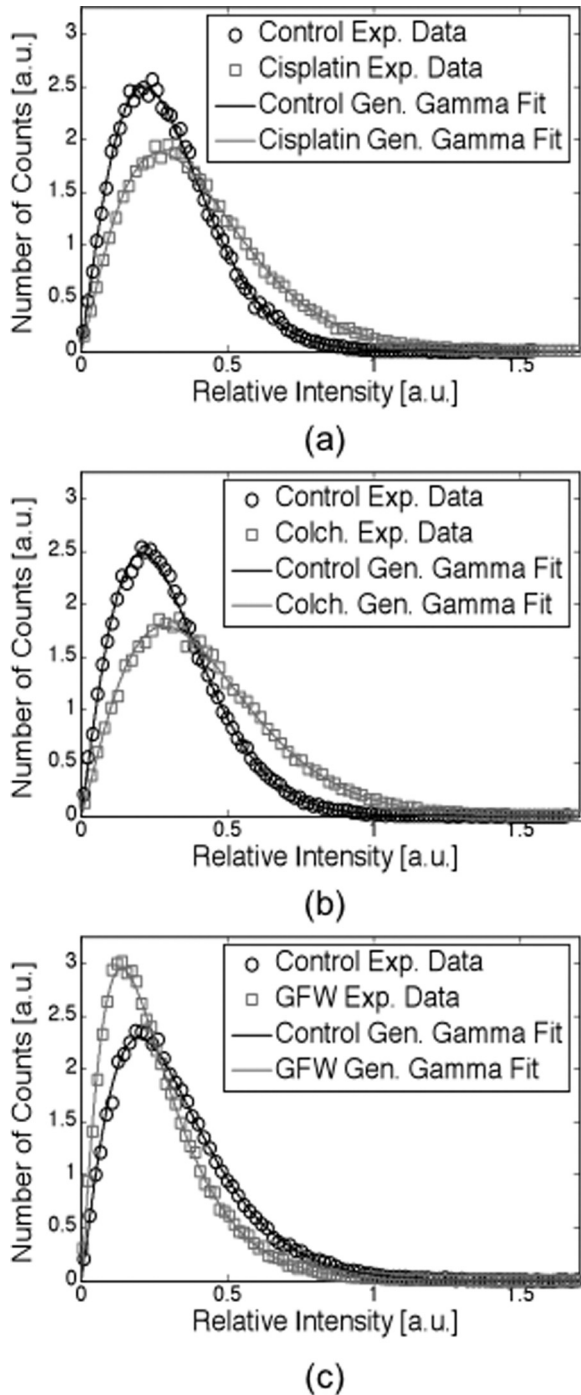 3
2.5
2
1.5
1
0.5
0
Number of Counts [a.u.]
Control Exp. Data
Cisplatin Exp. Data
Control Gen. Gamma Fit
Cisplatin Gen. Gamma Fit
0 0.5 1 1.5
Relative Intensity [a.u.]
(a)
3
2.5
2
1.5
1
0.5
0
Number of Counts [a.u.]
Control Exp. Data
Colch. Exp. Data
Control Gen. Gamma Fit
Colch. Gen. Gamma Fit
0 0.5 1 1.5
Relative Intensity [a.u.]
(b)
3
2.5
2
1.5
1
0.5
0
Number of Counts [a.u.]
Control Exp. Data
GFW Exp. Data
Control Gen. Gamma Fit
GFW Gen. Gamma Fit
0 0.5 1 1.5
Relative Intensity [a.u.]
(c)